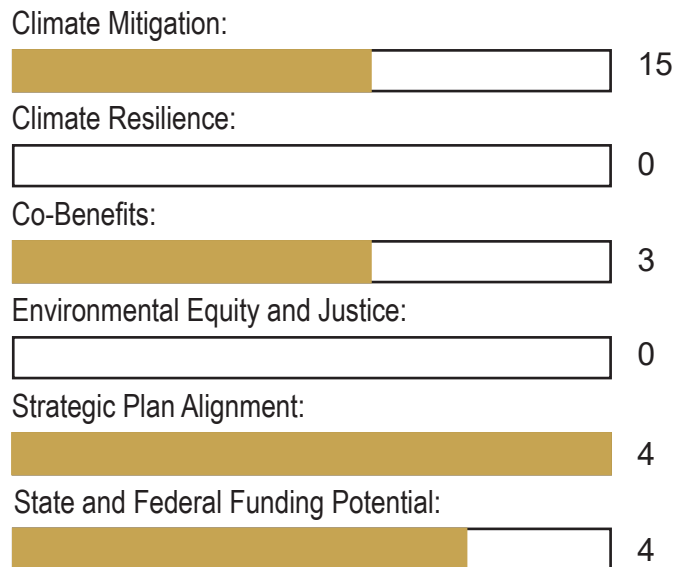 Climate Mitigation:
15
Climate Resilience:
0
Co-Benefits:
3
Environmental Equity and Justice:
0
Strategic Plan Alignment:
4
State and Federal Funding Potential:
4